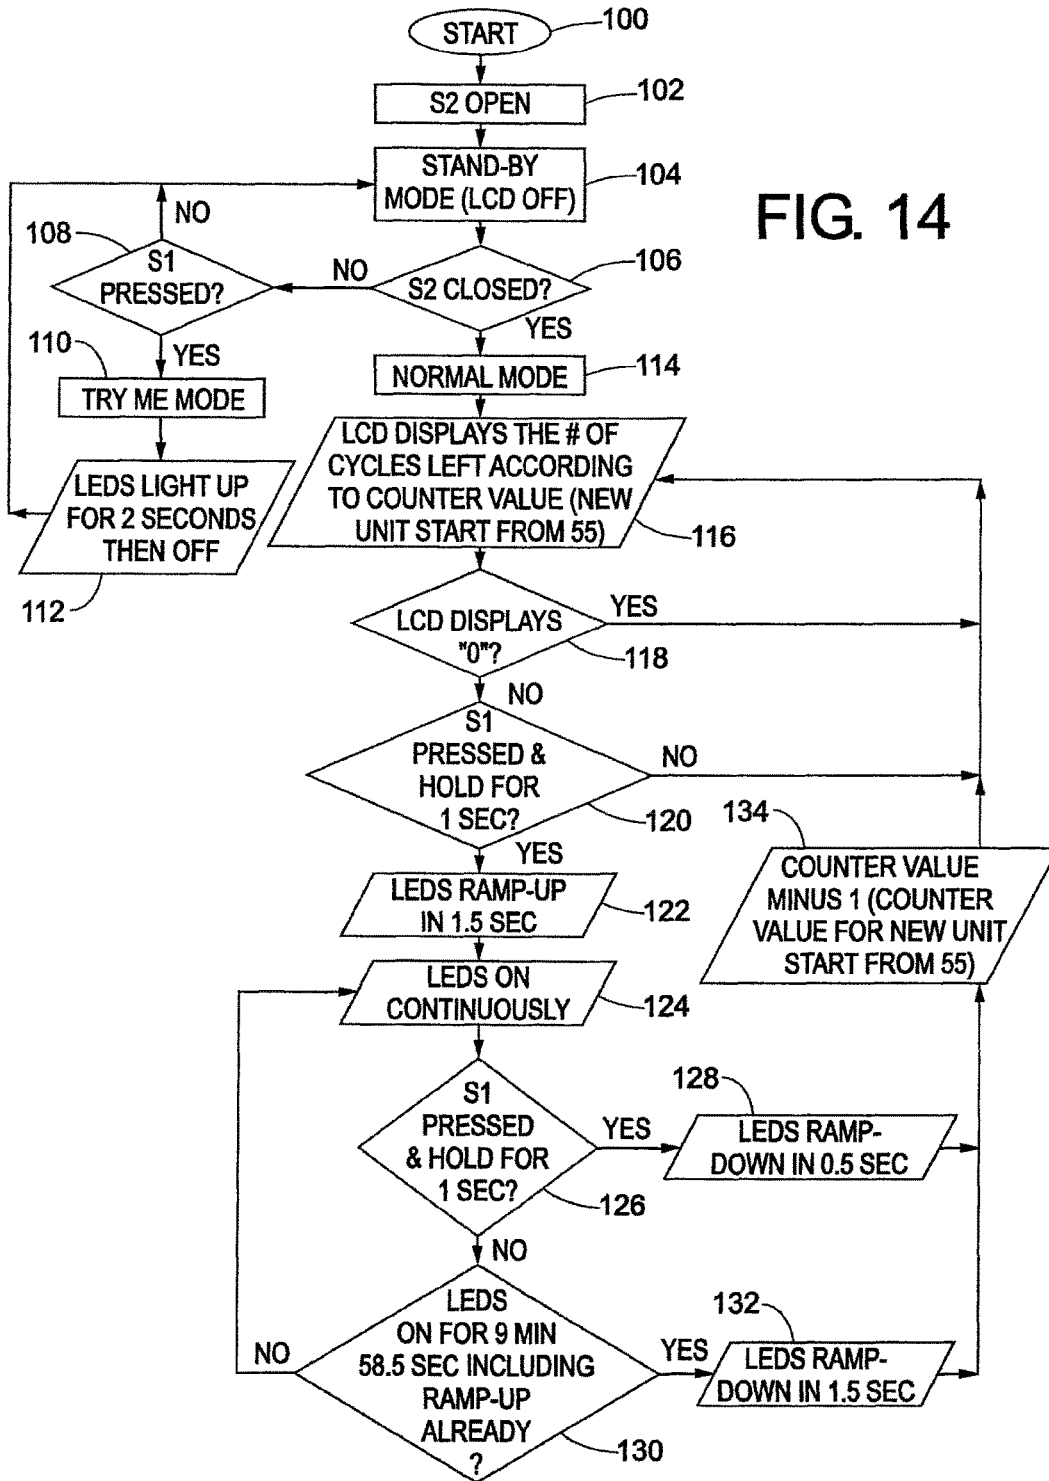 START
100
S2 OPEN
102
STAND-BY
MODE (LCD OFF)
104
FIG. 14
NO
108
S1
PRESSED?
NO
S2 CLOSED?
106
YES
110
YES
TRY ME MODE
NORMAL MODE
114
LEDS LIGHT UP
FOR 2 SECONDS
THEN OFF
112
LCD DISPLAYS THE # OF
CYCLES LEFT ACCORDING
TO COUNTER VALUE (NEW
UNIT START FROM 55)
116
LCD DISPLAYS
"0"?
YES
118
NO
S1
PRESSED &
HOLD FOR
1 SEC?
NO
120
YES
134
COUNTER VALUE
MINUS 1 (COUNTER
VALUE FOR NEW UNIT
START FROM 55)
LEDS RAMP-UP
IN 1.5 SEC
122
LEDS ON
CONTINUOUSLY
124
S1
PRESSED
& HOLD FOR
1 SEC?
YES
126
128
LEDS RAMP-
DOWN IN 0.5 SEC
NO
LEDS
ON FOR 9 MIN
58.5 SEC INCLUDING
RAMP-UP
ALREADY
?
NO
YES
130
132
LEDS RAMP-
DOWN IN 1.5 SEC